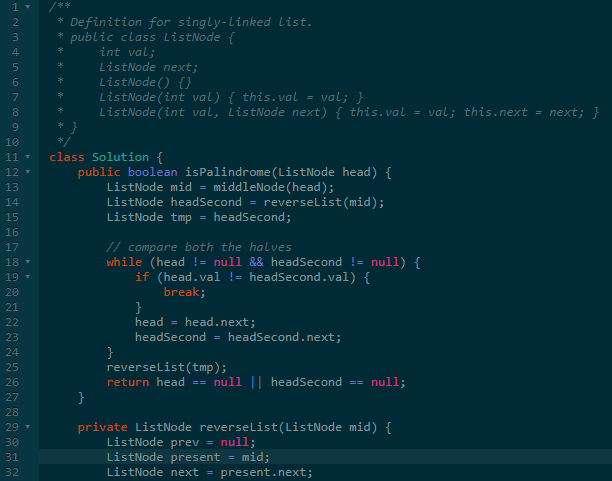 1 /**
2  * Definition for singly-linked list.
3  * public class ListNode {
4  *     int val;
5  *     ListNode next;
6  *     ListNode() {}
7  *     ListNode(int val) { this.val = val; }
8  *     ListNode(int val, ListNode next) { this.val = val; this.next = next; }
9  * }
10  */
11 class Solution {
12     public boolean isPalindrome(ListNode head) {
13         ListNode mid = middleNode(head);
14         ListNode headSecond = reverseList(mid);
15         ListNode tmp = headSecond;
16
17         // compare both the halves
18         while (head != null && headSecond != null) {
19             if (head.val != headSecond.val) {
20                 break;
21             }
22             head = head.next;
23             headSecond = headSecond.next;
24         }
25         reverseList(tmp);
26         return head == null || headSecond == null;
27     }
28
29     private ListNode reverseList(ListNode mid) {
30         ListNode prev = null;
31         ListNode present = mid;
32         ListNode next = present.next;